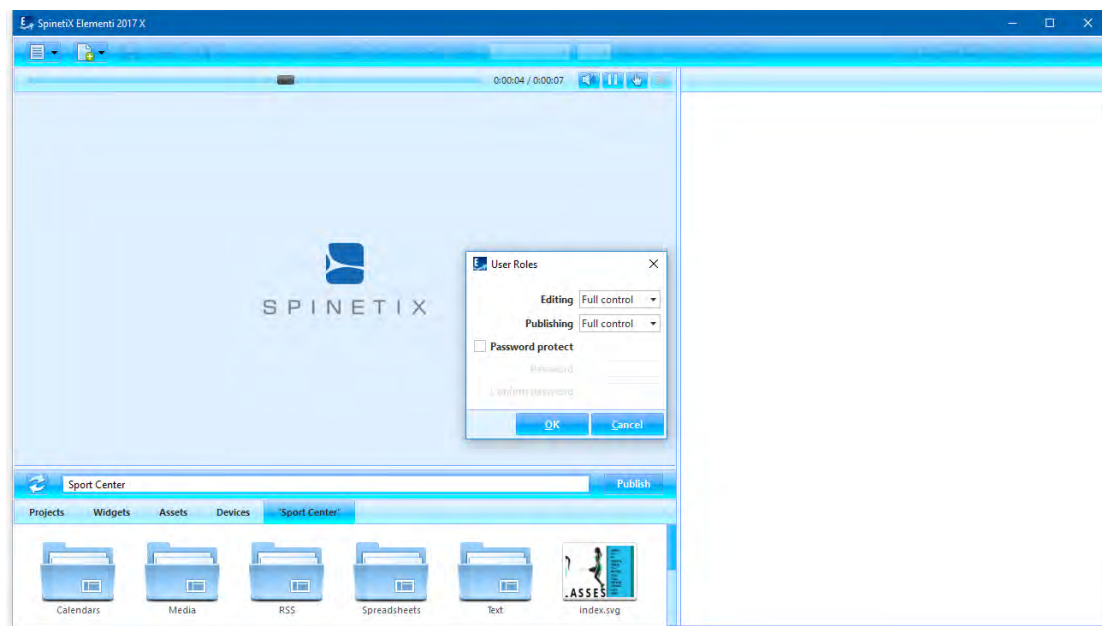 SpinetiX Elementi 2017 X
0:00:04 / 0:00:07
SPINETIX
User Roles
Editing Full control
Publishing Full control
Password protect
Password
Confirm password
OK Cancel
Sport Center Publish
Projects Widgets Assets Devices 'Sport Center'
.ASSES
Calendars Media RSS Spreadsheets Text index.svg